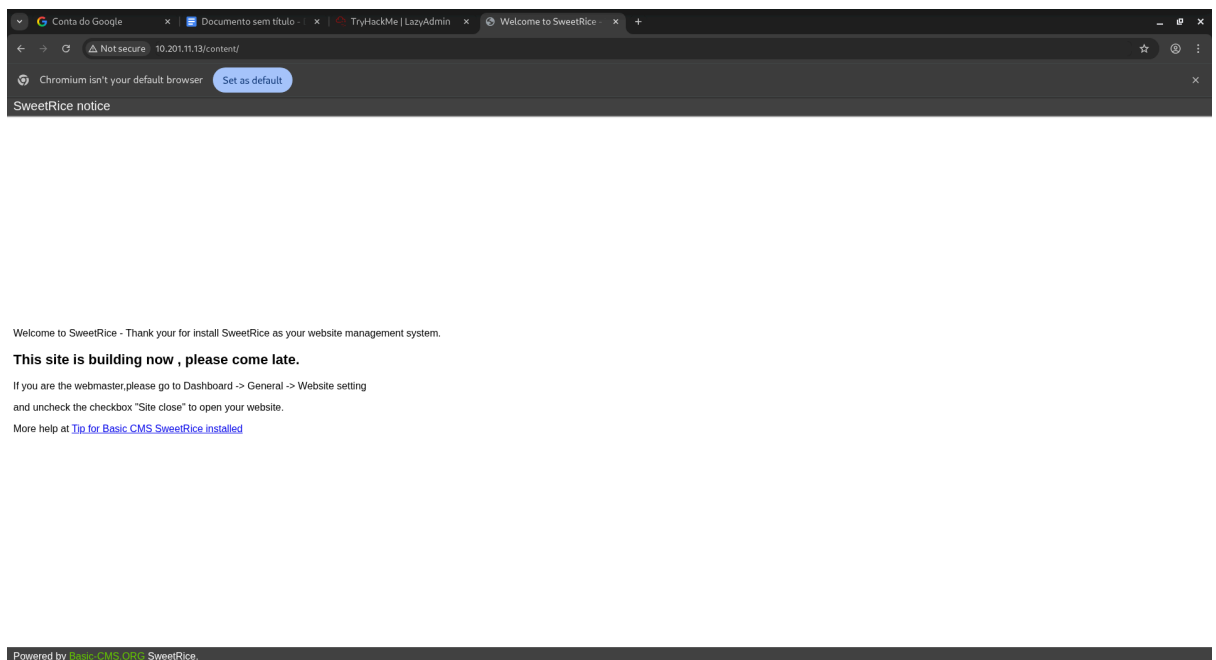 Conta do Google
Documento sem título -
TryHackMe | LazyAdmin
Welcome to SweetRice -
Not secure 10.201.11.13/content/
Chromium isn't your default browser Set as default
SweetRice notice
Welcome to SweetRice - Thank your for install SweetRice as your website management system.
This site is building now , please come late.
If you are the webmaster,please go to Dashboard -> General -> Website setting
and uncheck the checkbox "Site close" to open your website.
More help at Tip for Basic CMS SweetRice installed
Powered by Basic-CMS.ORG SweetRice.